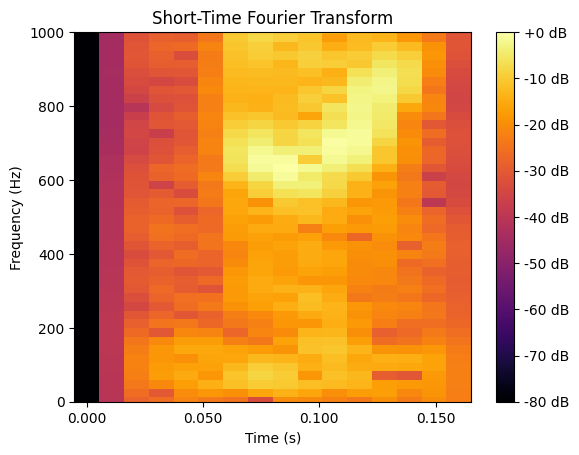 Short-Time Fourier Transform
Frequency (Hz)
1000
800
600
400
200
0
0.000
0.050
0.100
0.150
Time (s)
+0 dB
-10 dB
-20 dB
-30 dB
-40 dB
-50 dB
-60 dB
-70 dB
-80 dB